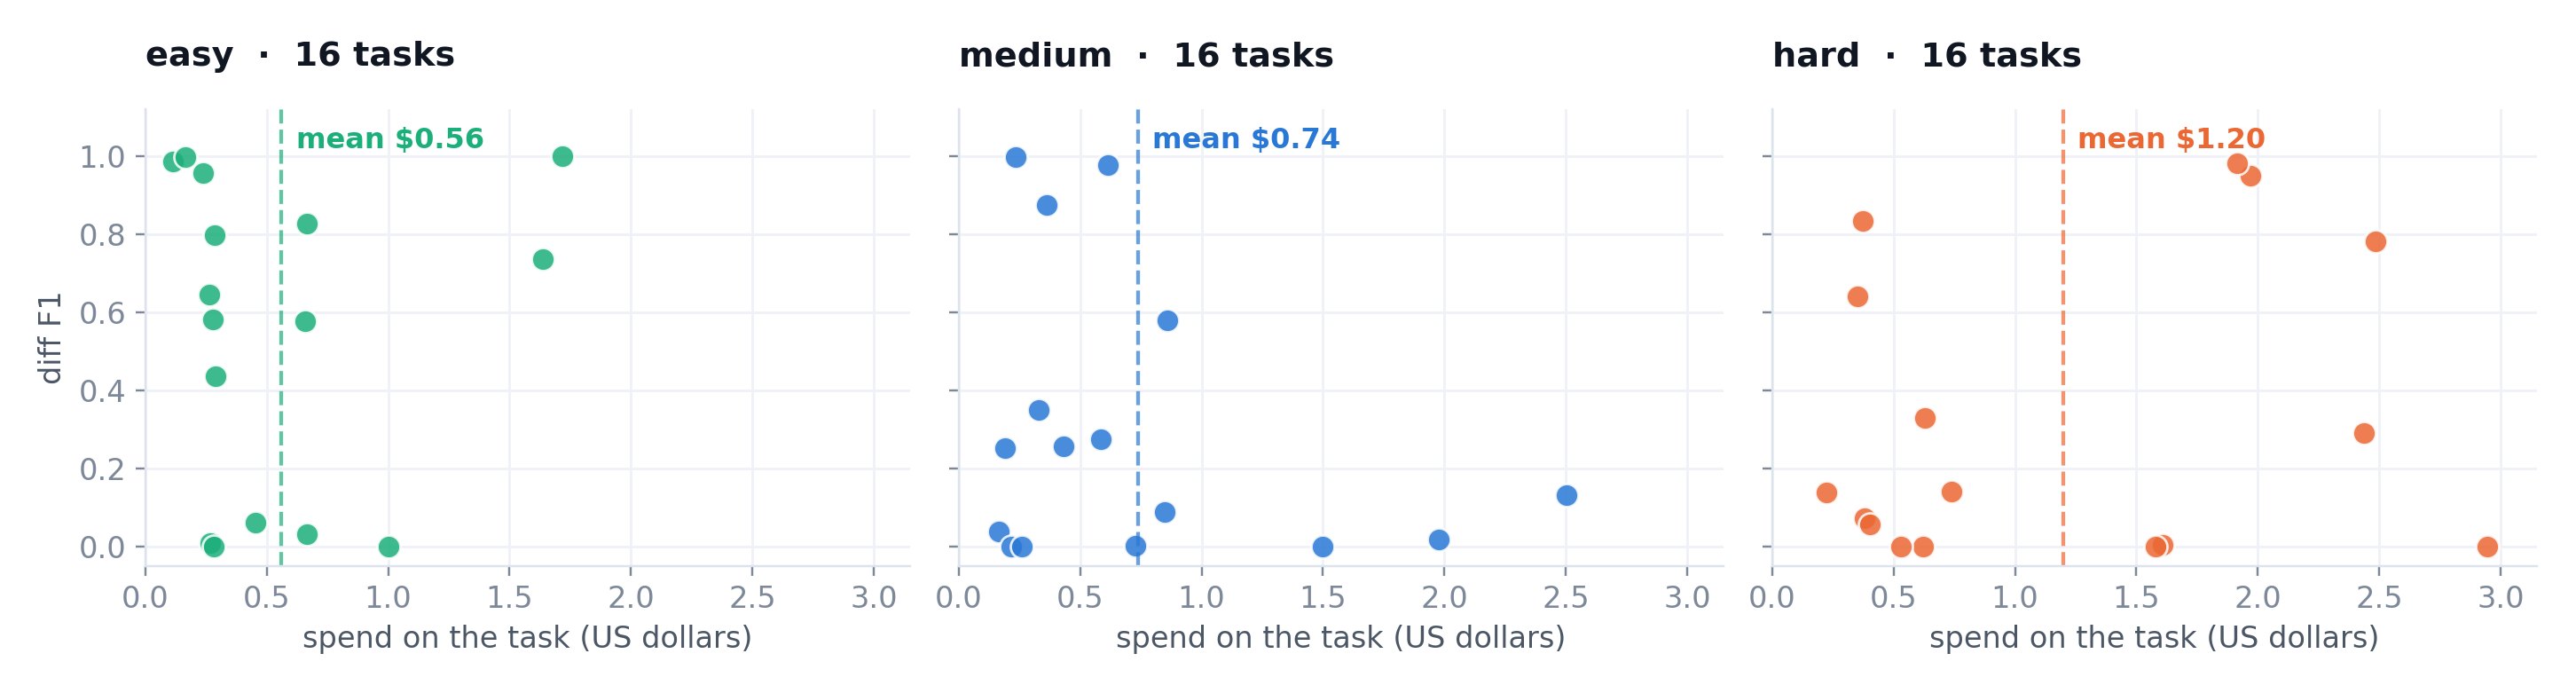 easy · 16 tasks
medium · 16 tasks
hard · 16 tasks
mean $0.56
mean $0.74
mean $1.20
diff F1
1.0
0.8
0.6
0.4
0.2
0.0
0.0 0.5 1.0 1.5 2.0 2.5 3.0
0.0 0.5 1.0 1.5 2.0 2.5 3.0
0.0 0.5 1.0 1.5 2.0 2.5 3.0
spend on the task (US dollars)
spend on the task (US dollars)
spend on the task (US dollars)